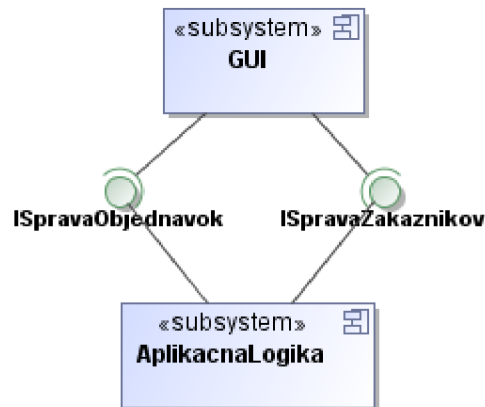 «subsystem»
GUI
ISpravaObjednavok
ISpravaZakaznikov
«subsystem»
AplikacnaLogika